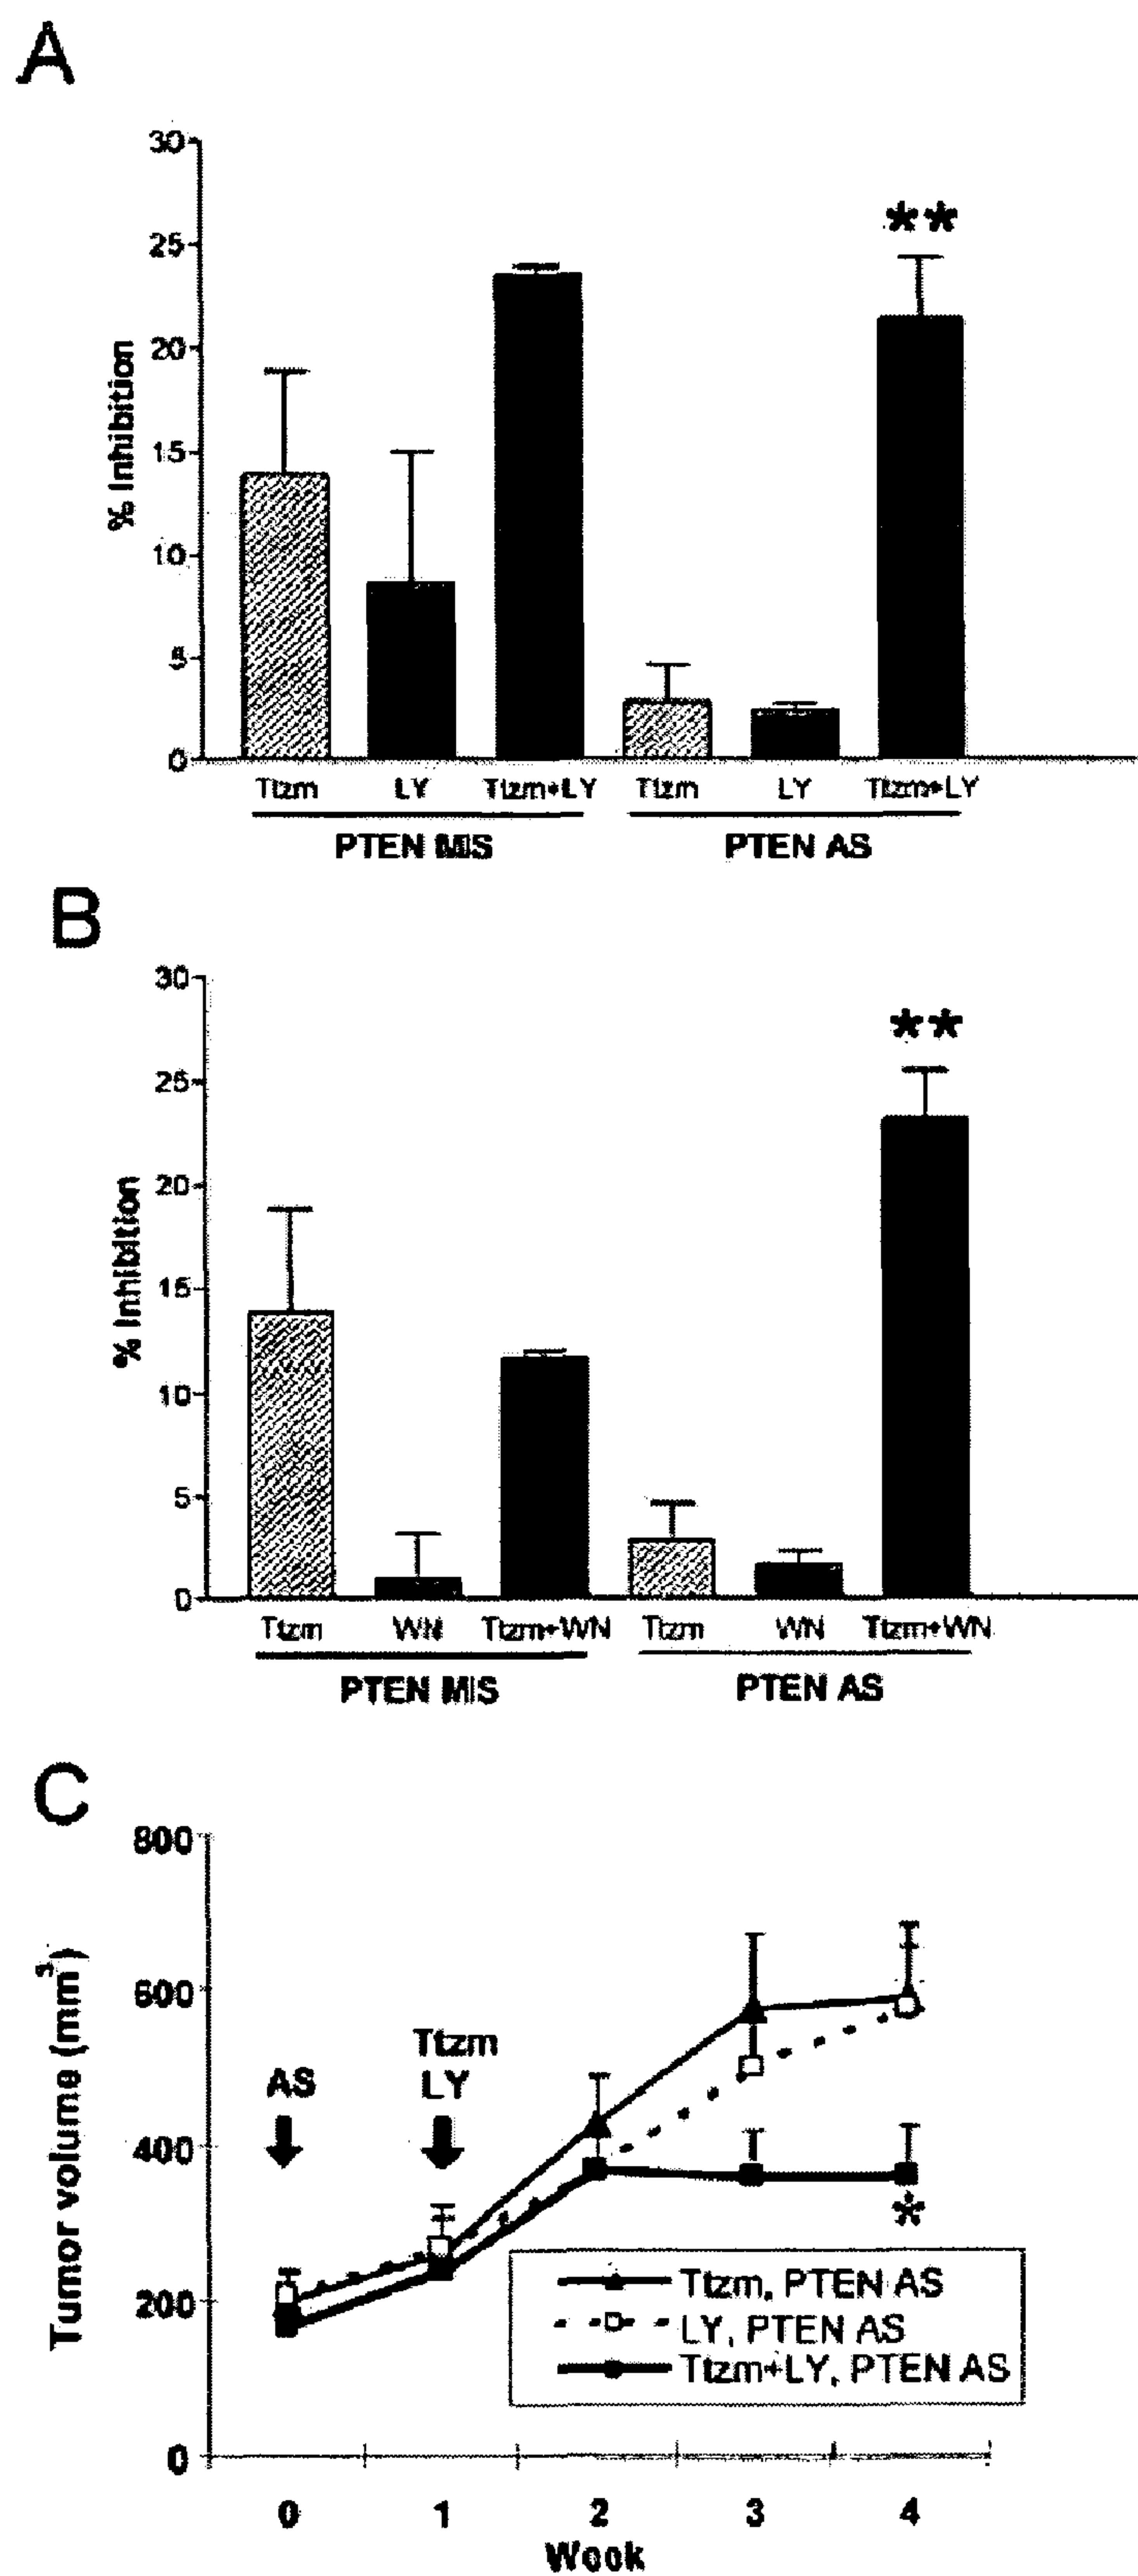 A
30
25
**
20
% Inhibition
15
10
5
0
Ttzm LY Ttzm+LY Ttzm LY Ttzm+LY
PTEN MIS PTEN AS
B
30
**
25
20
% Inhibition
15
10
5
0
Ttzm WN Ttzm+WN Ttzm WN Ttzm+WN
PTEN MIS PTEN AS
C
800
Tumor volume (mm³)
600
Ttzm
AS LY
400
*
Ttzm, PTEN AS
200
LY, PTEN AS
Ttzm+LY, PTEN AS
0
0 1 2 3 4
Week